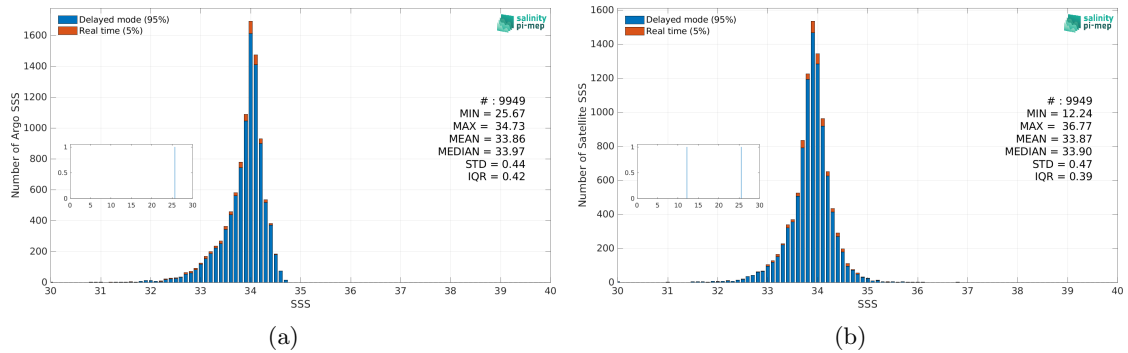 Delayed mode (95%)
Real time (5%)
salinity
pi-mep
1600
1400
1200
1000
800
600
400
200
0
Number of Argo SSS
# : 9949
MIN = 25.67
MAX = 34.73
MEAN = 33.86
MEDIAN = 33.97
STD = 0.44
IQR = 0.42
1
0.5
0
0 5 10 15 20 25 30
30 31 32 33 34 35 36 37 38 39 40
SSS
(a)
Delayed mode (95%)
Real time (5%)
salinity
pi-mep
1600
1400
1200
1000
800
600
400
200
0
Number of Satellite SSS
# : 9949
MIN = 12.24
MAX = 36.77
MEAN = 33.87
MEDIAN = 33.90
STD = 0.47
IQR = 0.39
1
0.5
0
0 5 10 15 20 25 30
30 31 32 33 34 35 36 37 38 39 40
SSS
(b)